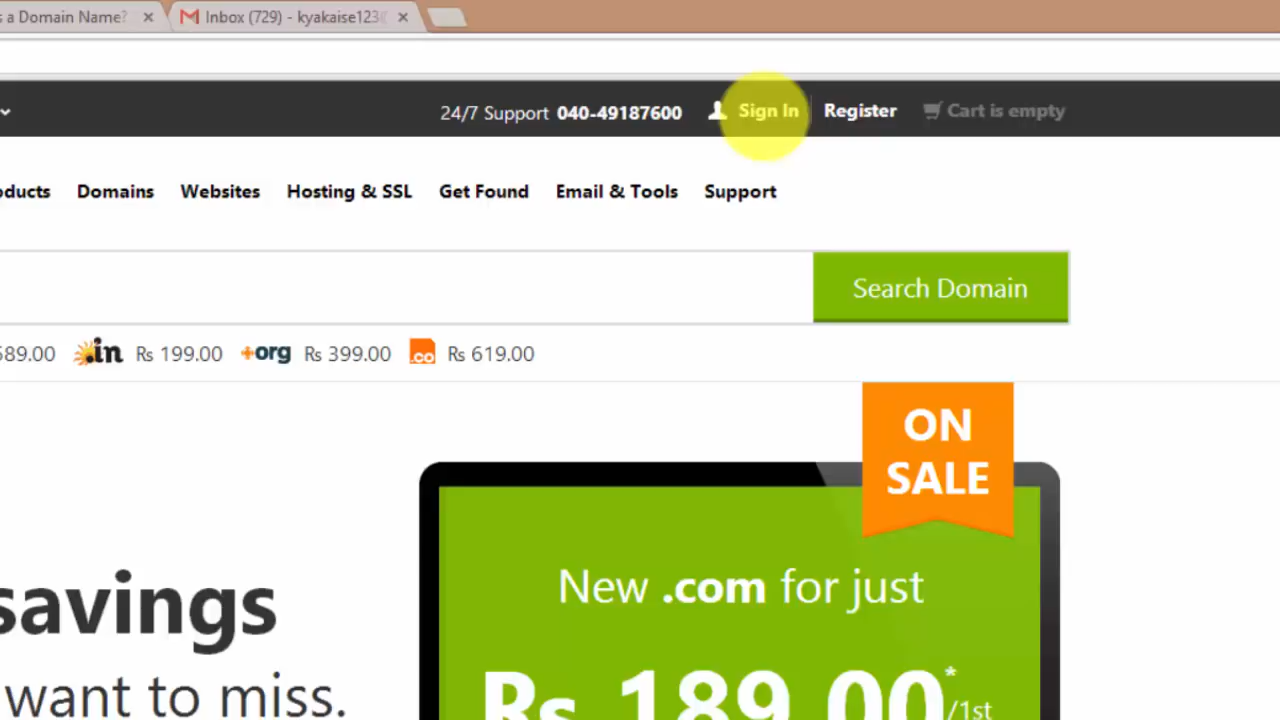 s a Domain Name?
Inbox (729) - kyakaise123
24/7 Support 040-49187600 Sign In Register Cart is empty
oducts Domains Websites Hosting & SSL Get Found Email & Tools Support
Search Domain
589.00 .in Rs 199.00 +org Rs 399.00 .co Rs 619.00
ON
SALE
New .com for just
savings
want to miss.
Rs 189.00*
/1st